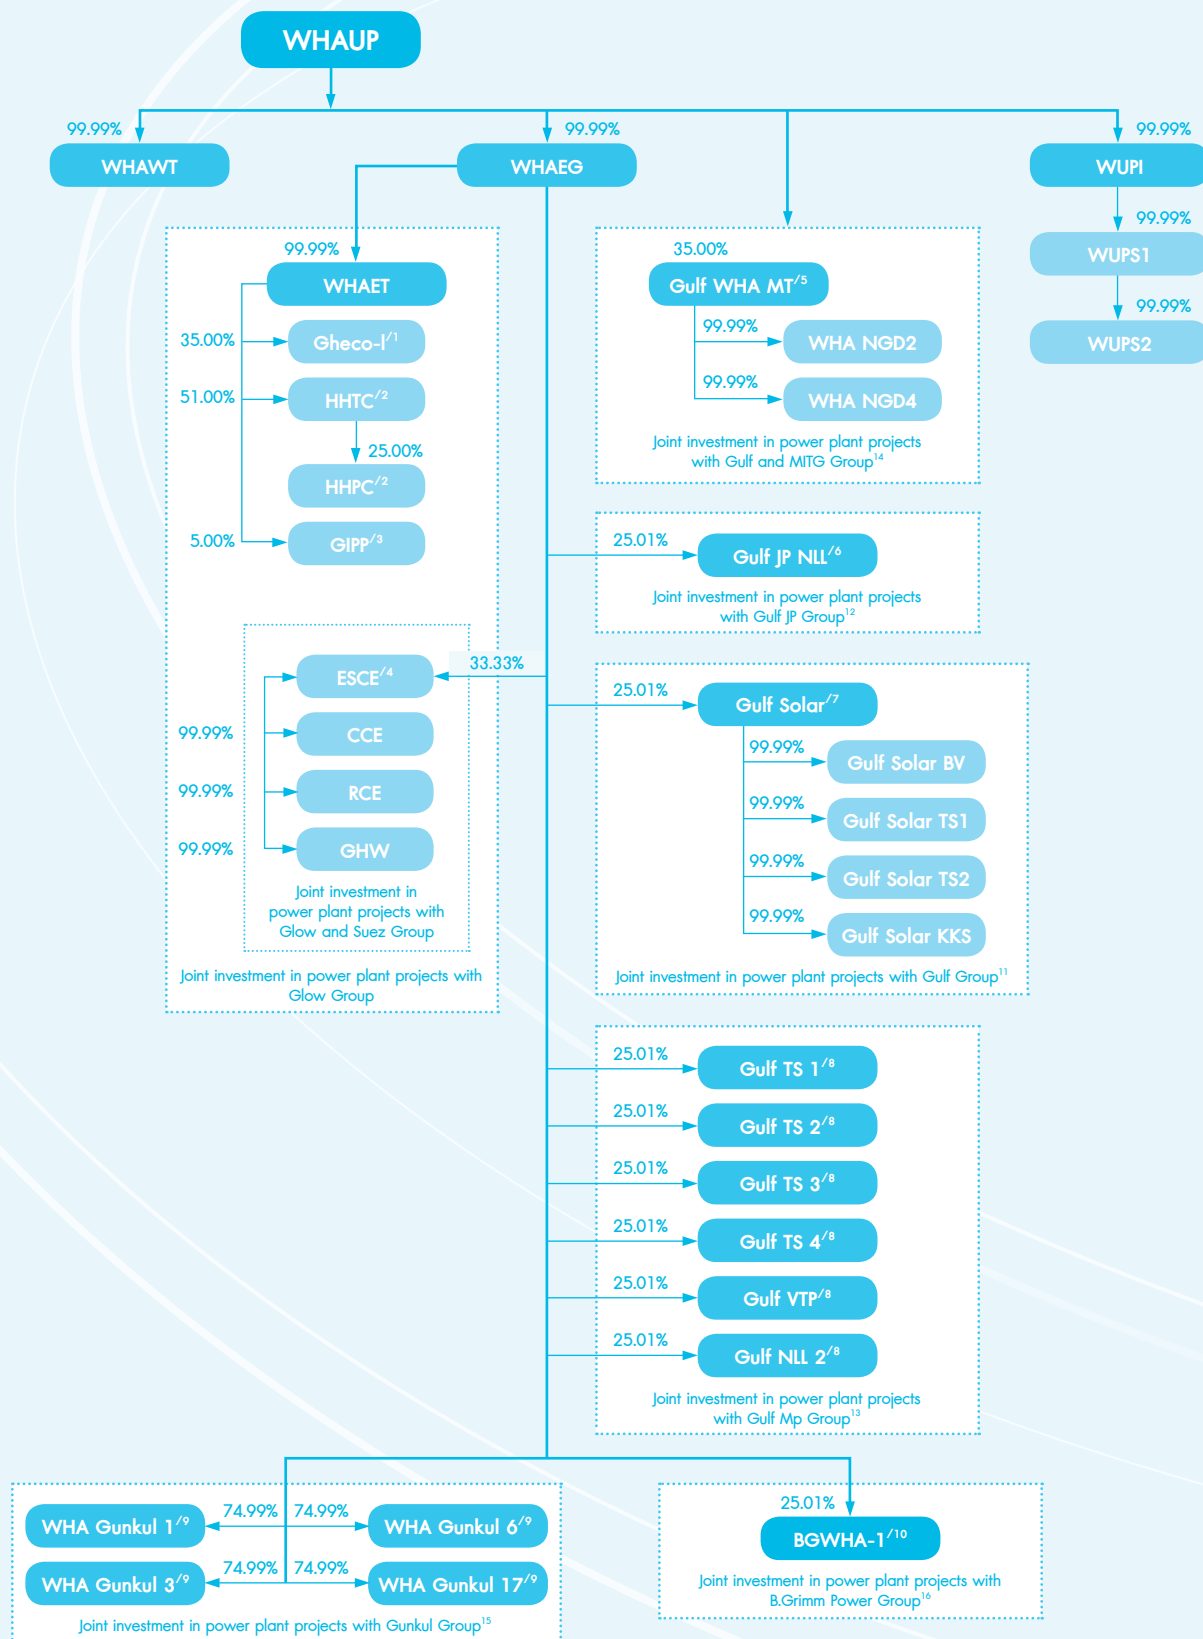 WHAUP
99.99%
WHAWT
99.99%
WHAEG
99.99%
WUPI
99.99%
WUPS1
99.99%
WUPS2
99.99%
WHAET
35.00%
Gheco-I/1
51.00%
HHTC/2
25.00%
HHPC/2
5.00%
GIPP/3
33.33%
ESCE/4
99.99%
CCE
99.99%
RCE
99.99%
GHW
Joint investment in
power plant projects with
Glow and Suez Group
Joint investment in power plant projects with
Glow Group
35.00%
Gulf WHA MT/5
99.99%
WHA NGD2
99.99%
WHA NGD4
Joint investment in power plant projects
with Gulf and MITG Group14
25.01%
Gulf JP NLL/6
Joint investment in power plant projects
with Gulf JP Group12
25.01%
Gulf Solar/7
99.99%
Gulf Solar BV
99.99%
Gulf Solar TS1
99.99%
Gulf Solar TS2
99.99%
Gulf Solar KKS
Joint investment in power plant projects with Gulf Group11
25.01%
Gulf TS 1/8
25.01%
Gulf TS 2/8
25.01%
Gulf TS 3/8
25.01%
Gulf TS 4/8
25.01%
Gulf VTP/8
25.01%
Gulf NLL 2/8
Joint investment in power plant projects
with Gulf Mp Group13
WHA Gunkul 1/9 74.99% 74.99% WHA Gunkul 6/9
WHA Gunkul 3/9 74.99% 74.99% WHA Gunkul 17/9
Joint investment in power plant projects with Gunkul Group15
25.01%
BGWHA-1/10
Joint investment in power plant projects with
B.Grimm Power Group16